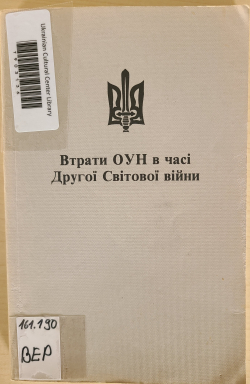 Ukrainian Cultural Center Library
Втрати ОУН в часі
Другої Світової війни
161.190
ВЕР